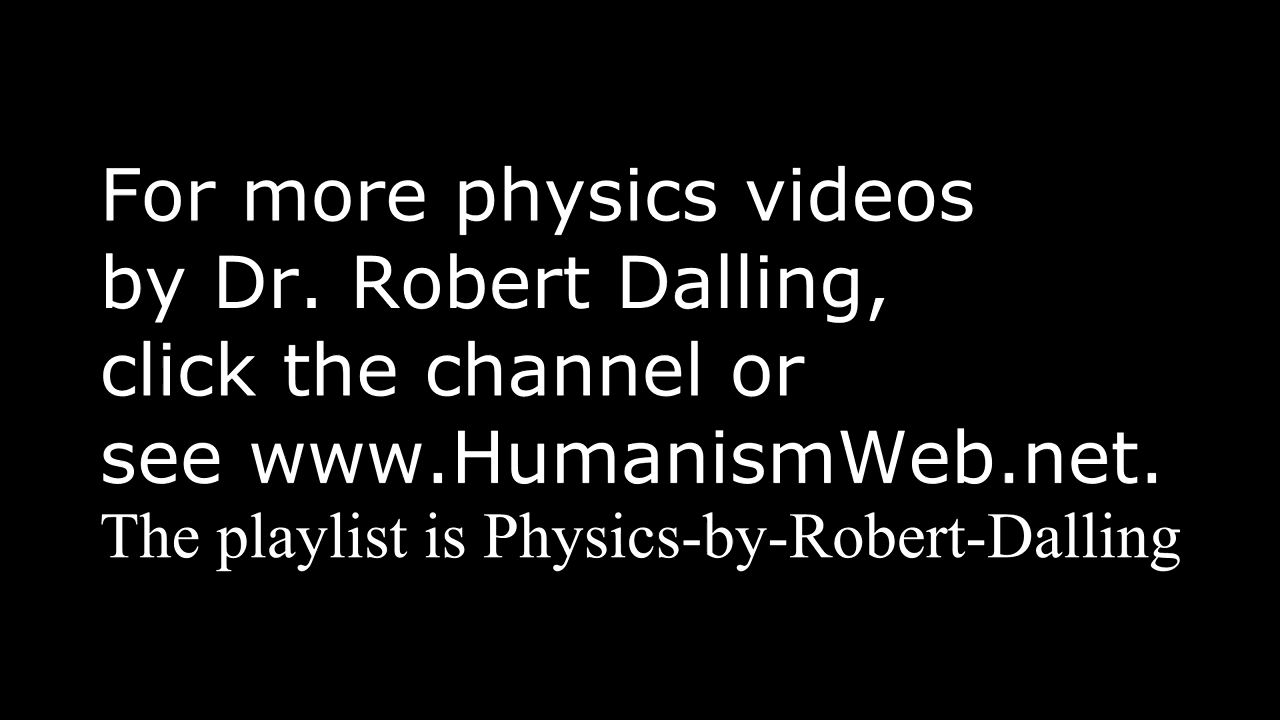 For more physics videos
by Dr. Robert Dalling,
click the channel or
see www.HumanismWeb.net.
The playlist is Physics-by-Robert-Dalling